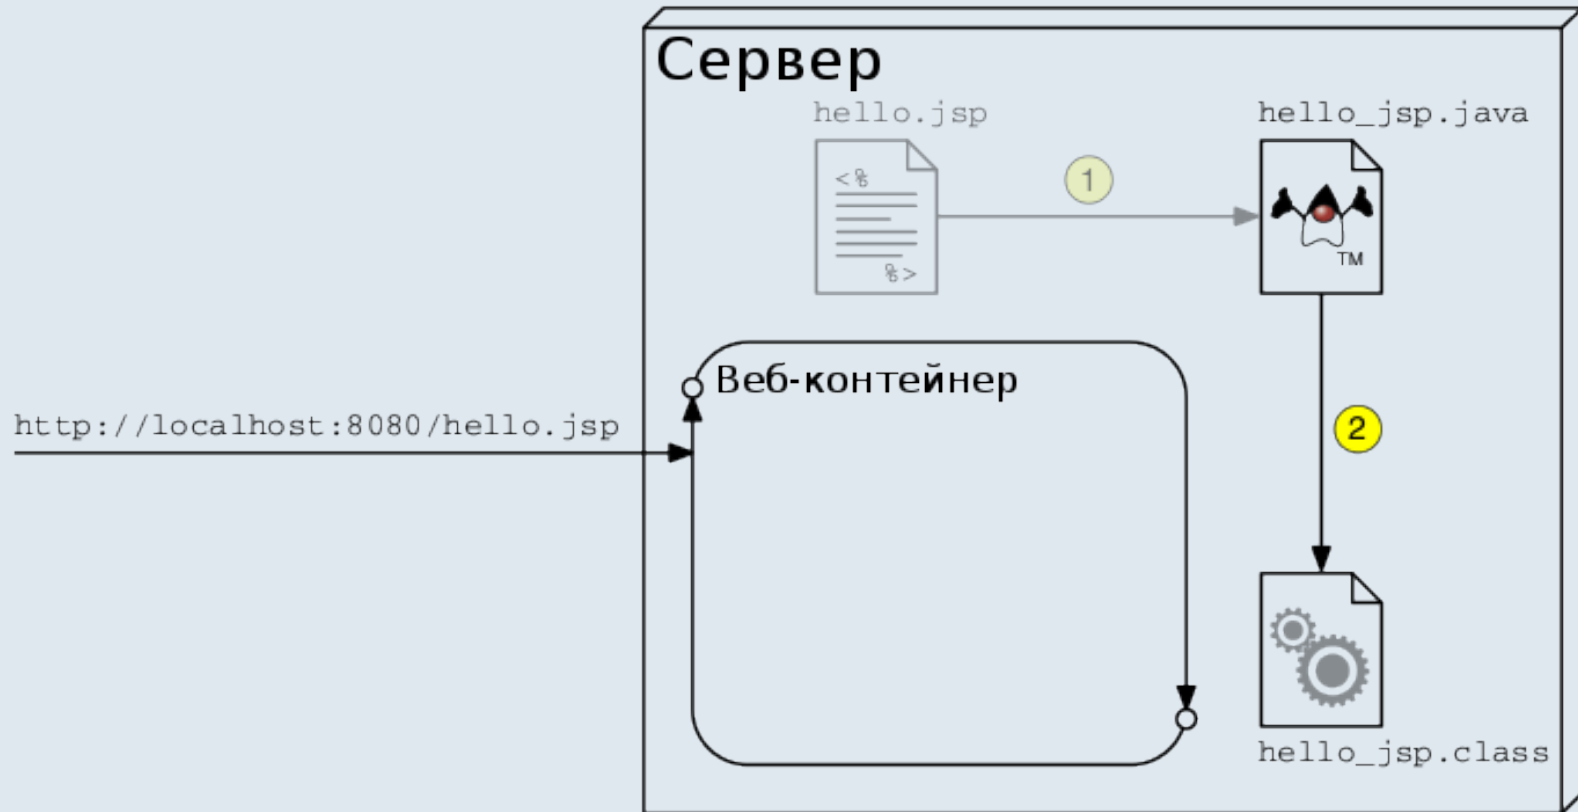 Сервер
hello.jsp
hello_jsp.java
1
<%
%>
TM
Веб-контейнер
http://localhost:8080/hello.jsp
2
hello_jsp.class